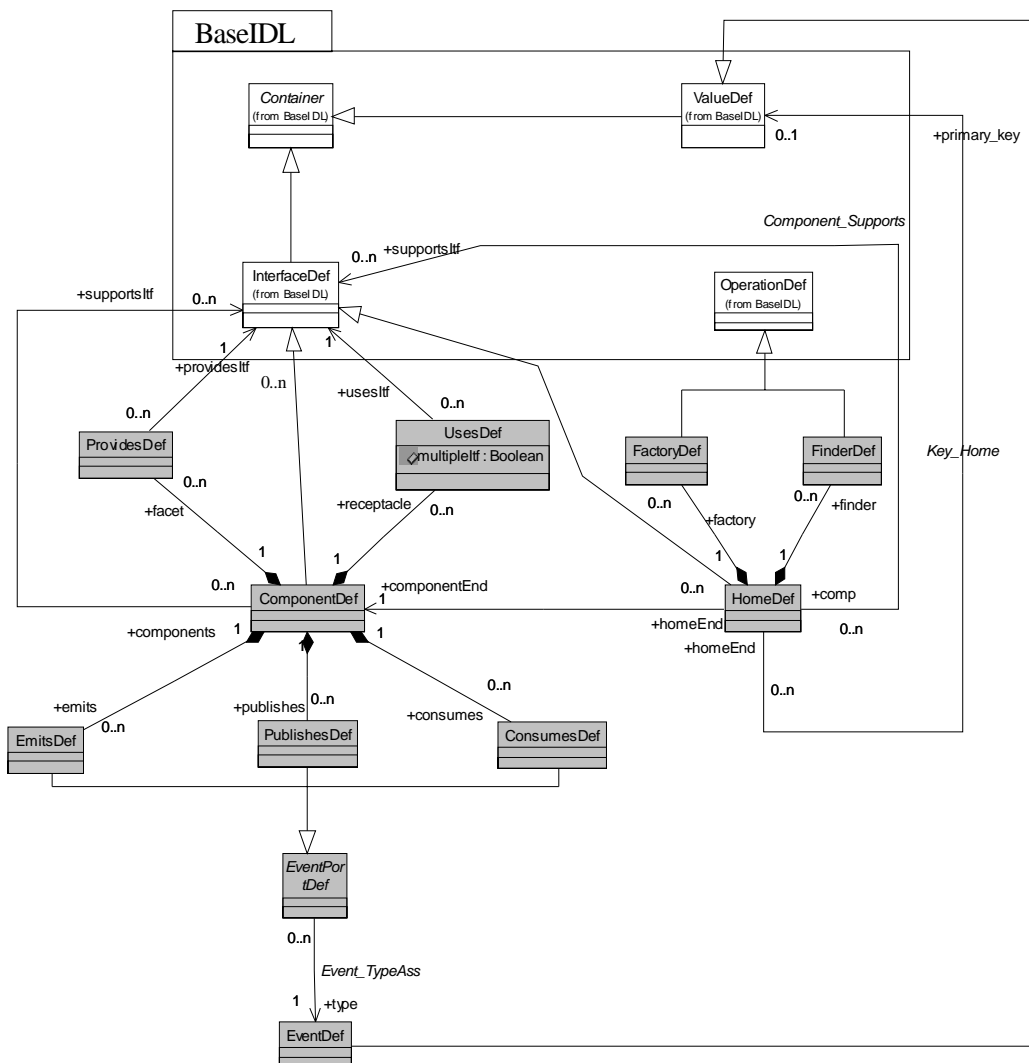 BaseIDL
Container
(from BaseIDL)
ValueDef
(from BaseIDL)
0..1
+primary_key
Component_Supports
0..n
+supportsItf
InterfaceDef
(from BaseIDL)
OperationDef
(from BaseIDL)
+supportsItf
0..n
1
+providesItf
1
0..n
+usesItf
0..n
0..n
ProvidesDef
UsesDef
multipleItf : Boolean
FactoryDef
FinderDef
Key_Home
0..n
+facet
+receptacle
0..n
0..n
+factory
0..n
+finder
1
1
1
1
0..n
ComponentDef
+componentEnd
1
0..n
HomeDef
+comp
0..n
+homeEnd
+homeEnd
+components
1
1
1
0..n
+emits
0..n
+publishes
0..n
+consumes
0..n
EmitsDef
PublishesDef
ConsumesDef
EventPor
tDef
0..n
Event_TypeAss
1
+type
EventDef